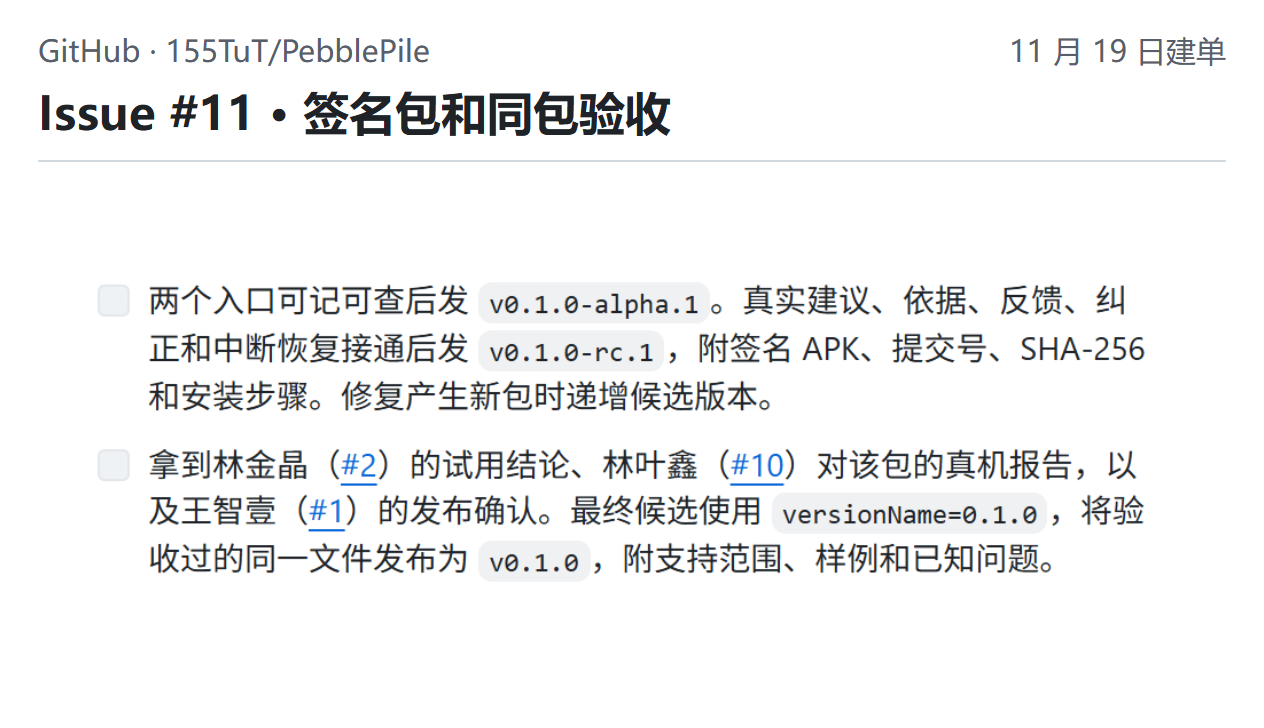 GitHub · 155TuT/PebblePile
11 月 19 日建单
Issue #11 • 签名包和同包验收
两个入口可记可查后发 v0.1.0-alpha.1。真实建议、依据、反馈、纠
正和中断恢复接通后发 v0.1.0-rc.1，附签名 APK、提交号、SHA-256
和安装步骤。修复产生新包时递增候选版本。
拿到林金晶（#2）的试用结论、林叶鑫（#10）对该包的真机报告，以
及王智壹（#1）的发布确认。最终候选使用 versionName=0.1.0，将验
收过的同一文件发布为 v0.1.0，附支持范围、样例和已知问题。